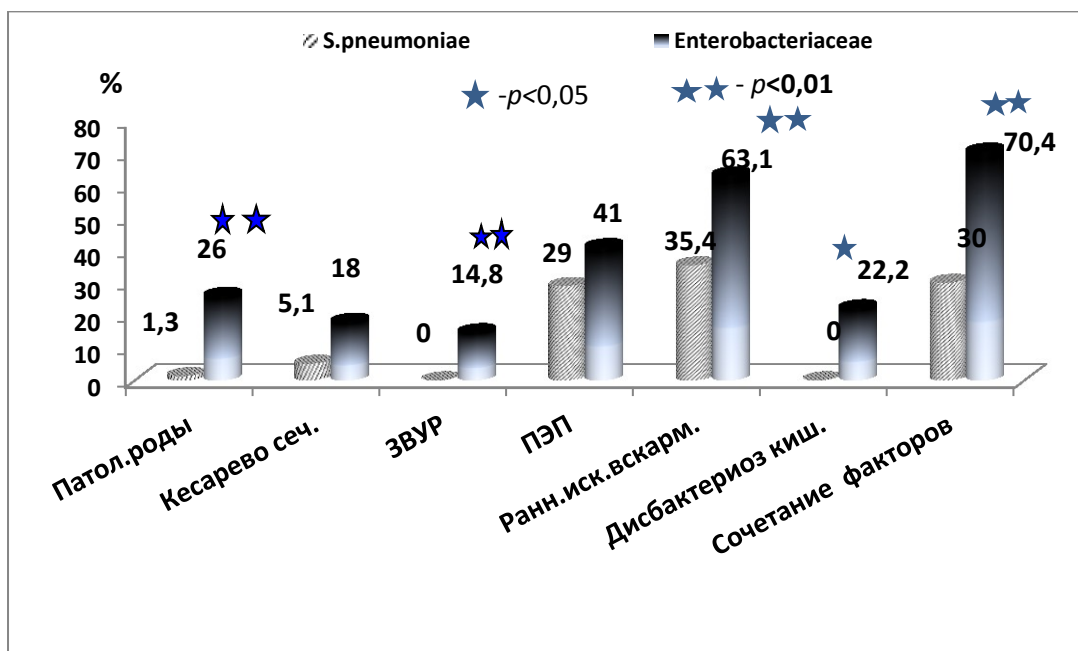 S.pneumoniae Enterobacteriaceae
%
-p<0,05 - p<0,01
80
70
60
50
40
30
20
10
0
1,3 26 5,1 18 0 14,8 29 41 35,4 63,1 0 22,2 30 70,4
Патол.роды
Кесарево сеч.
ЗВУР
ПЭП
Ранн.иск.вскарм.
Дисбактериоз киш.
Сочетание факторов